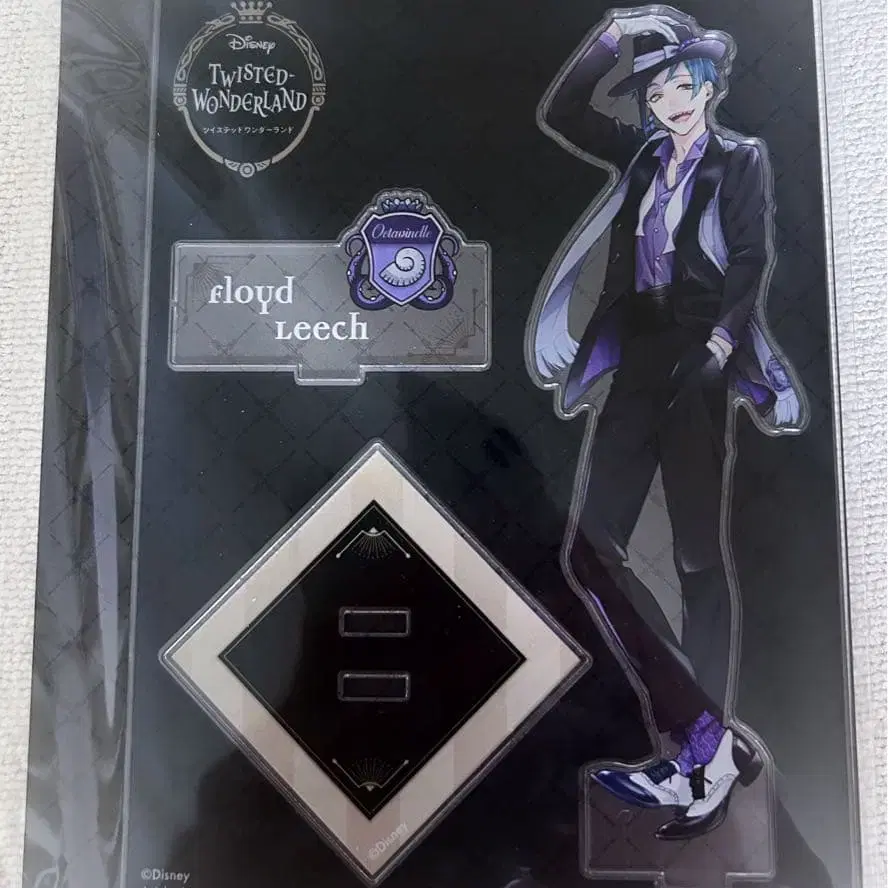 Disney
TWISTED-
WONDERLAND
ツイステッドワンダーランド
Octavinelle
Floyd
Leech
©Disney
©Disney